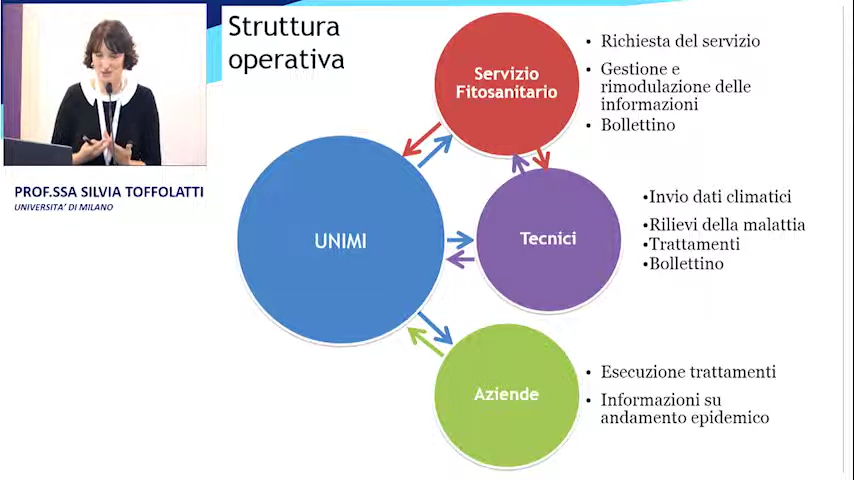 Struttura
operativa
PROF.SSA SILVIA TOFFOLATTI
UNIVERSITA' DI MILANO
Servizio
Fitosanitario
• Richiesta del servizio
• Gestione e
rimodulazione delle
informazioni
• Bollettino
UNIMI
Tecnici
•Invio dati climatici
•Rilievi della malattia
•Trattamenti
•Bollettino
Aziende
• Esecuzione trattamenti
• Informazioni su
andamento epidemico